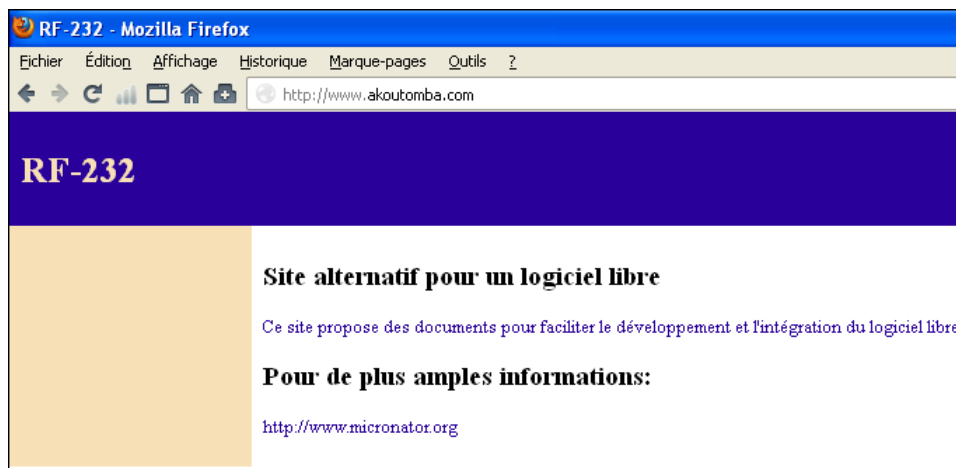 RF-232 - Mozilla Firefox
Fichier Édition Affichage Historique Marque-pages Outils ?
http://www.akoutomba.com
RF-232
Site alternatif pour un logiciel libre
Ce site propose des documents pour faciliter le développement et l'intégration du logiciel libre
Pour de plus amples informations:
http://www.micronator.org